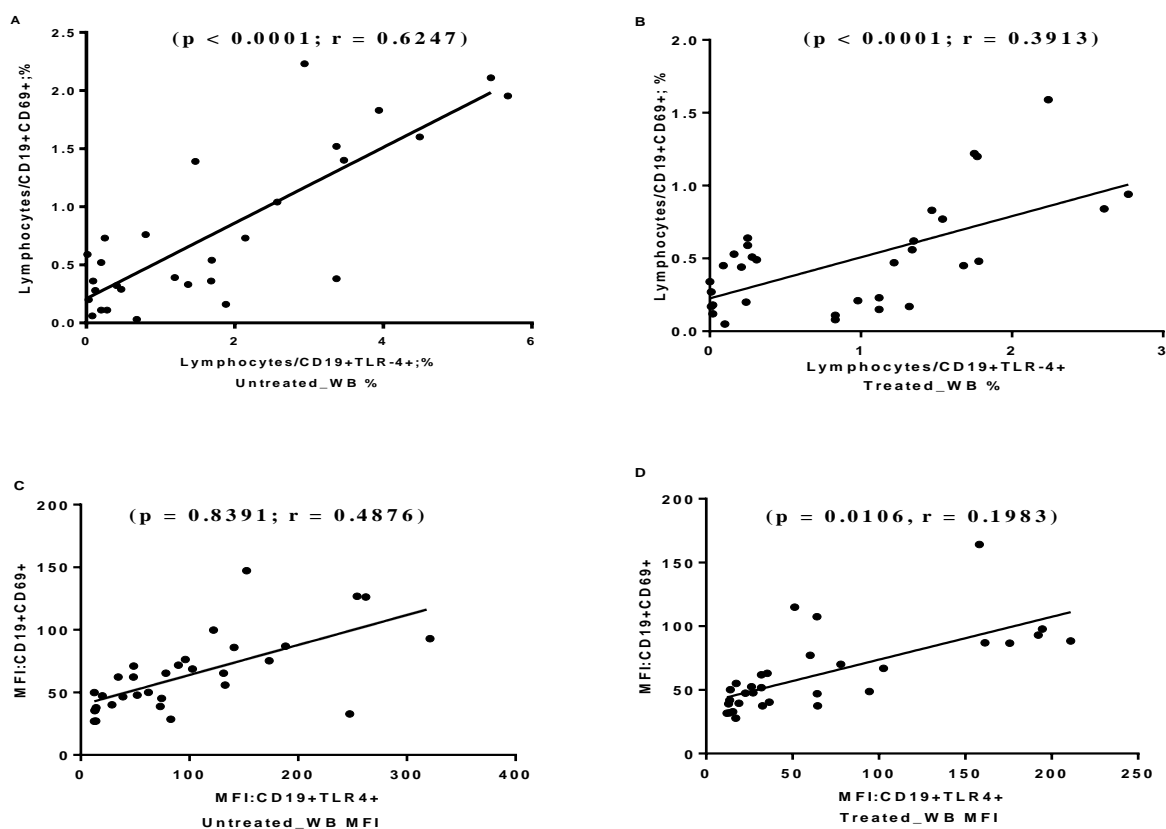 A
(p < 0.0001; r = 0.6247)
2.5
2.0
1.5
1.0
0.5
0.0
Lymphocytes/CD19+CD69+;%
0 2 4 6
Lymphocytes/CD19+TLR-4+;%
Untreated_WB %
B
(p < 0.0001; r = 0.3913)
2.0
1.5
1.0
0.5
0.0
Lymphocytes/CD19+CD69+; %
0 1 2 3
Lymphocytes/CD19+TLR-4+
Treated_WB %
C
(p = 0.8391; r = 0.4876)
200
150
100
50
0
MFI:CD19+CD69+
0 100 200 300 400
MFI:CD19+TLR4+
Untreated_WB MFI
D
(p = 0.0106, r = 0.1983)
200
150
100
50
0
MFI:CD19+CD69+
0 50 100 150 200 250
MFI:CD19+TLR4+
Treated_WB MFI